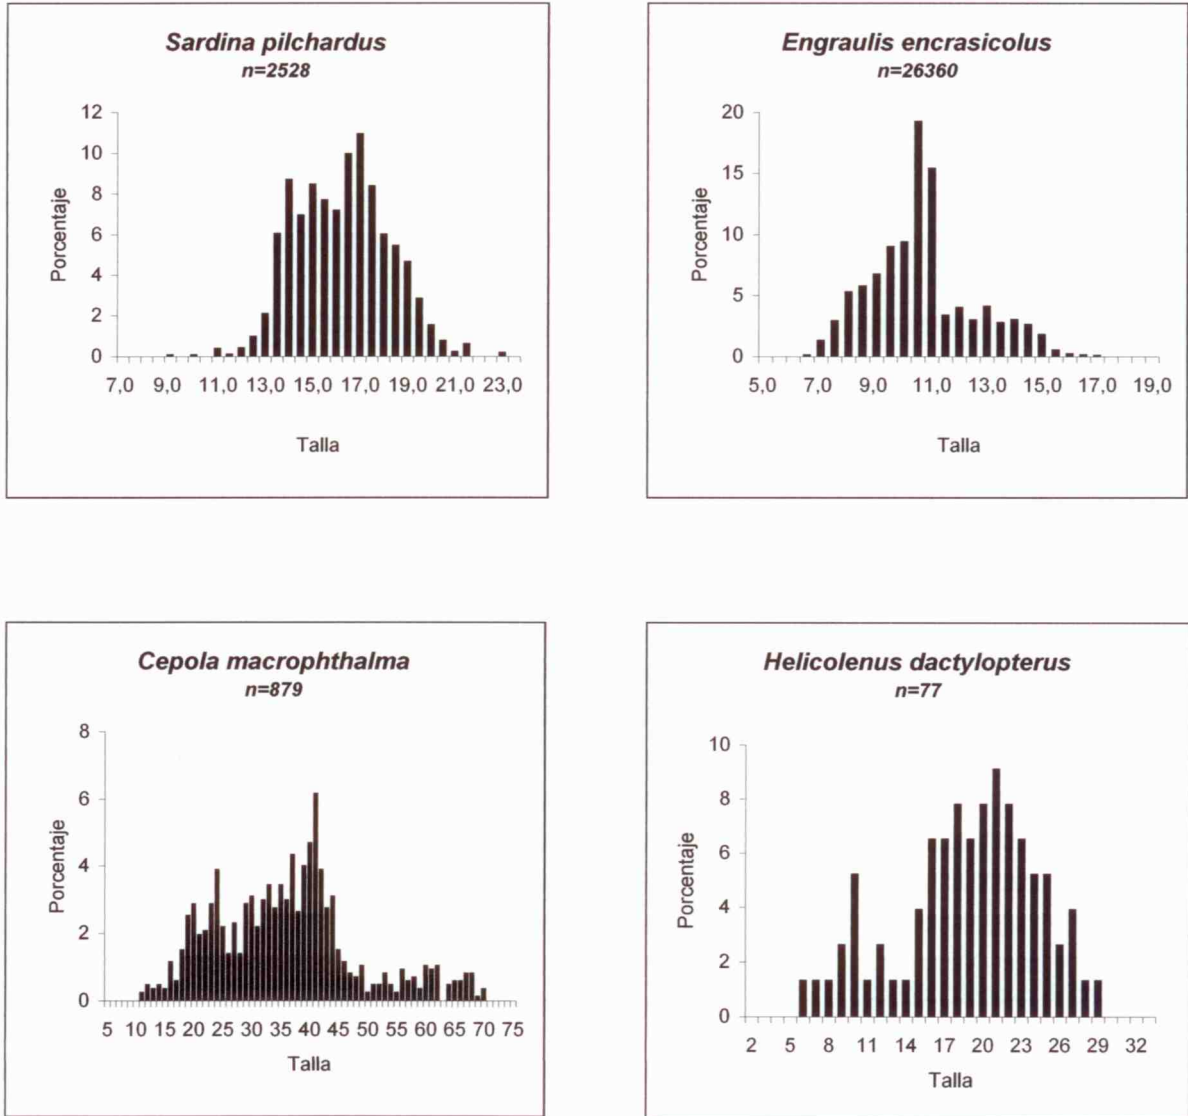 Sardina pilchardus
n=2528
12
10
8
6
4
2
0
Porcentaje
7,0 9,0 11,0 13,0 15,0 17,0 19,0 21,0 23,0
Talla
Engraulis encrasicolus
n=26360
20
15
10
5
0
Porcentaje
5,0 7,0 9,0 11,0 13,0 15,0 17,0 19,0
Talla
Cepola macrophthalma
n=879
8
6
4
2
0
Porcentaje
5 10 15 20 25 30 35 40 45 50 55 60 65 70 75
Talla
Helicolenus dactylopterus
n=77
10
8
6
4
2
0
Porcentaje
2 5 8 11 14 17 20 23 26 29 32
Talla